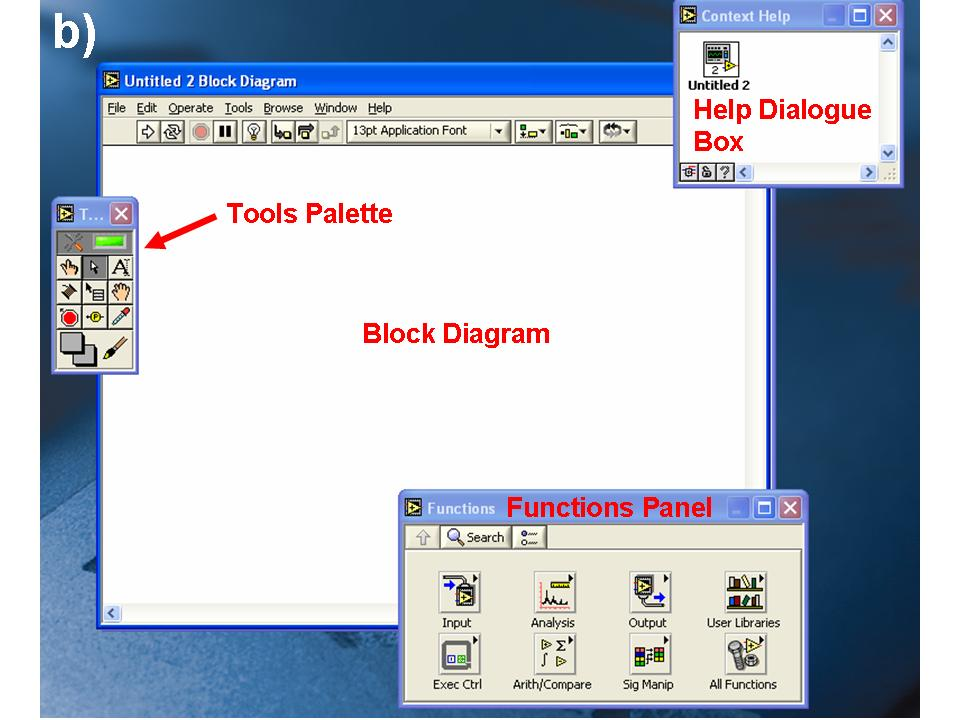 b)
Context Help
2
Untitled 2
Help Dialogue
Box
Untitled 2 Block Diagram
File Edit Operate Tools Browse Window Help
13pt Application Font
T...
A
P
Tools Palette
Block Diagram
Functions
Functions Panel
Search
Input Analysis Output User Libraries
Exec Ctrl Arith/Compare Sig Manip All Functions